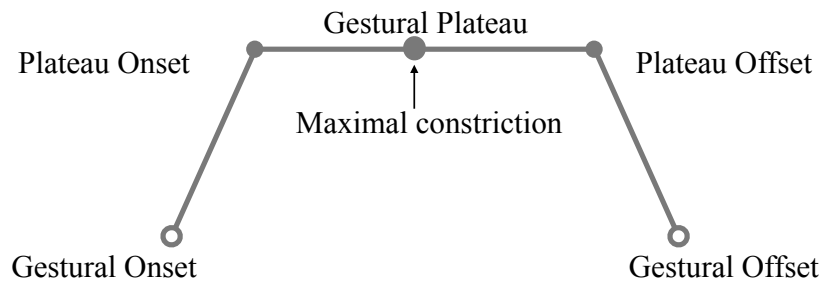 Gestural Plateau
Plateau Onset
Plateau Offset
Maximal constriction
Gestural Onset
Gestural Offset